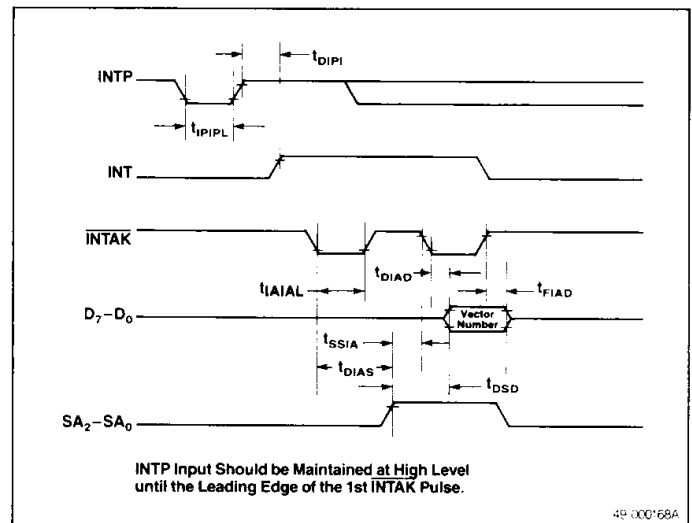 tDIPI
INTP
tIPIPL
INT
INTAK
tDIAD
tIAIAL
tFIAD
D7–D0
Vector
Number
tSSIA
tDIAS
tDSD
SA2–SA0
INTP Input Should be Maintained at High Level
until the Leading Edge of the 1st INTAK Pulse.
49-000168A